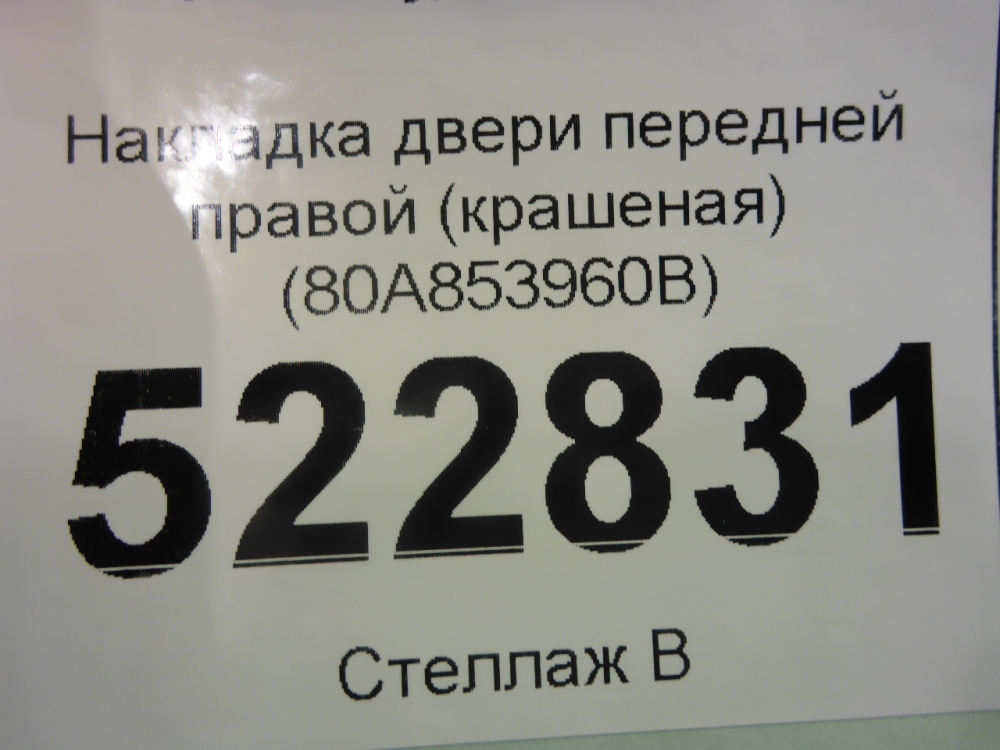 Накладка двери передней
правой (крашеная)
(80A853960B)
522831
Стеллаж В